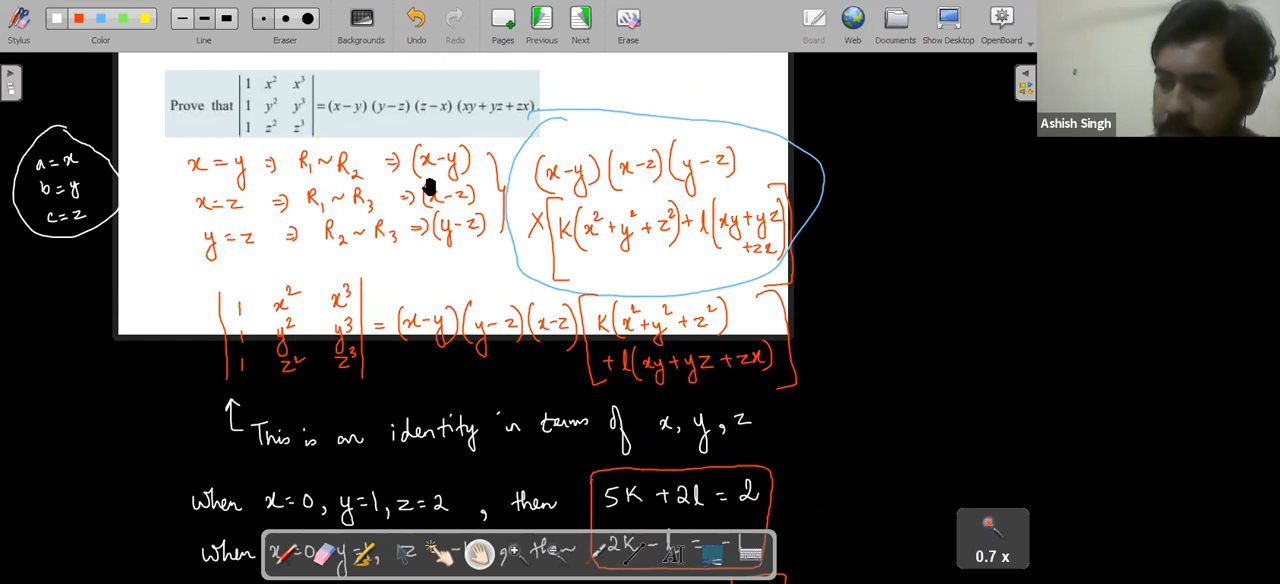 Stylus
Color
Line
Eraser
Backgrounds
Undo
Redo
Pages
Previous
Next
Erase
Board
Web
Documents
Show Desktop
OpenBoard
Ashish Singh
Prove that | 1 x² x³ |
| 1 y² y³ | = (x−y) (y−z) (z−x) (xy+yz+zx)
| 1 z² z³ |
a = x
b = y
c = z
x = y ⇒ R₁ ~ R₂ ⇒ (x−y)
x = z ⇒ R₁ ~ R₃ ⇒ (x−z)
y = z ⇒ R₂ ~ R₃ ⇒ (y−z)
(x−y)(x−z)(y−z)
×[K(x²+y²+z²) + l(xy+yz
+zx)]
| 1 x² x³ |
| 1 y² y³ | = (x−y)(y−z)(x−z)[K(x²+y²+z²)
| 1 z² z³ | + l(xy+yz+zx)]
This is an identity in terms of x, y, z
When x=0, y=1, z=2, then 5K + 2l = 2
When x=0 y = z then 2K − l = −1
0.7 x